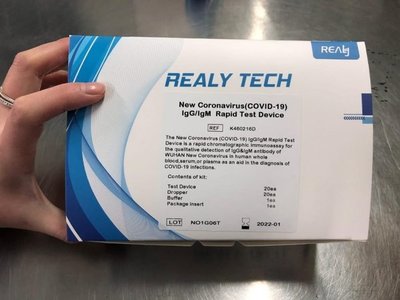 REALY
REALY TECH
New Coronavirus(COVID-19)
IgG/IgM Rapid Test Device
REF K460216D
The New Coronavirus (COVID-19) IgG/IgM Rapid Test
Device is a rapid chromatographic immunoassay for
the qualitative detection of IgG&IgM antibody of
WUHAN New Coronavirus in human whole
blood,serum,or plasma as an aid in the diagnosis of
COVID-19 infections.
Contents of kit:
Test Device 20ea
Dropper 20ea
Buffer 1ea
Package insert 1ea
LOT NO1G06T 2022-01